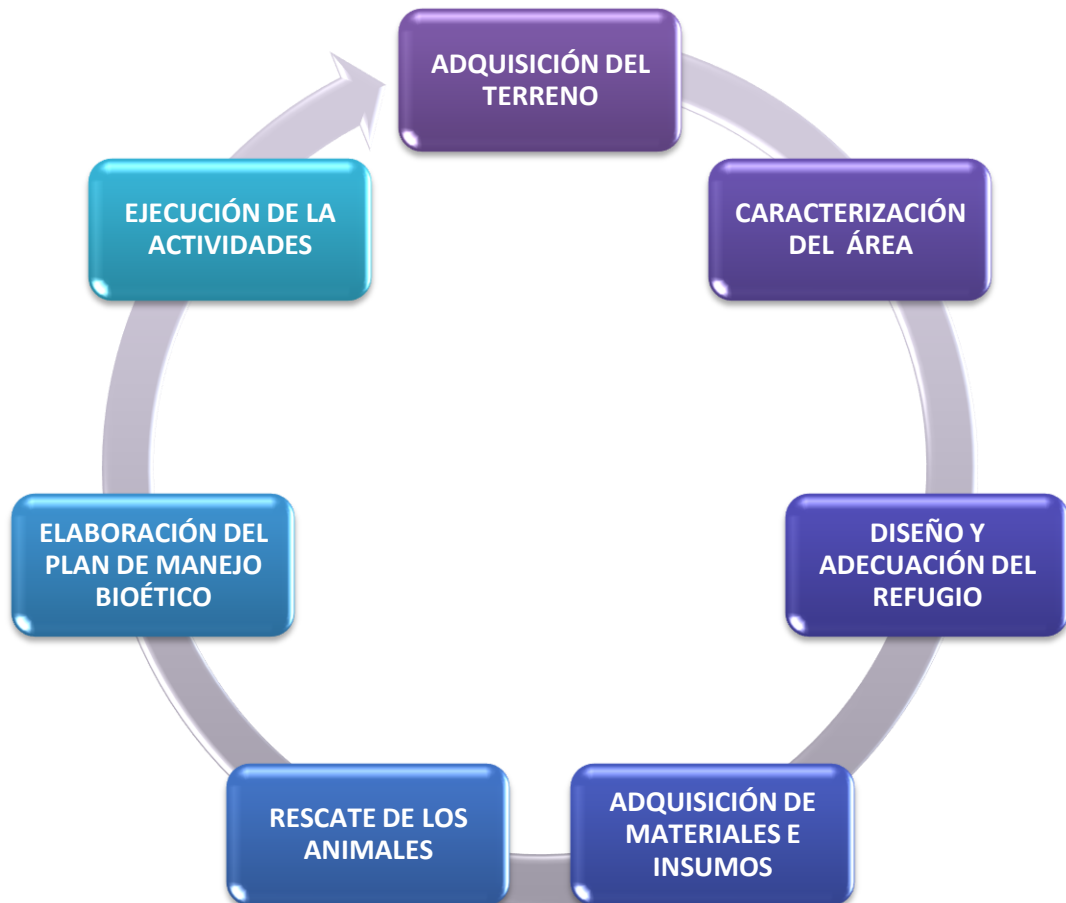 ADQUISICIÓN DEL
TERRENO
CARACTERIZACIÓN
DEL ÁREA
DISEÑO Y
ADECUACIÓN DEL
REFUGIO
ADQUISICIÓN DE
MATERIALES E
INSUMOS
RESCATE DE LOS
ANIMALES
ELABORACIÓN DEL
PLAN DE MANEJO
BIOÉTICO
EJECUCIÓN DE LA
ACTIVIDADES